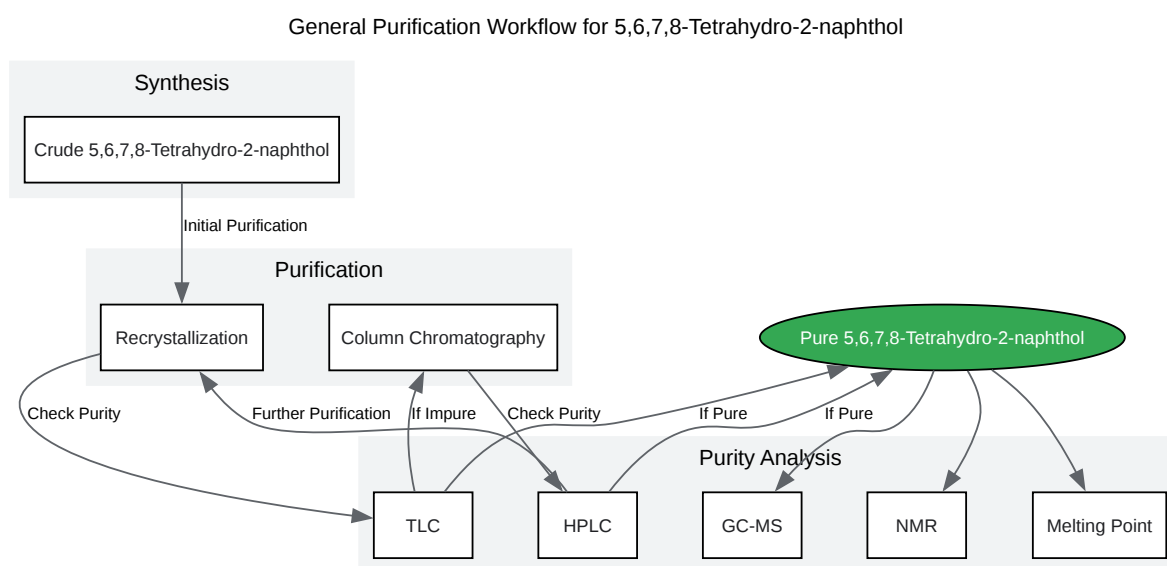 General Purification Workflow for 5,6,7,8-Tetrahydro-2-naphthol
Synthesis
Crude 5,6,7,8-Tetrahydro-2-naphthol
Initial Purification
Purification
Recrystallization
Column Chromatography
Pure 5,6,7,8-Tetrahydro-2-naphthol
Check Purity
Further Purification
If Impure
Check Purity
If Pure
If Pure
Purity Analysis
TLC
HPLC
GC-MS
NMR
Melting Point